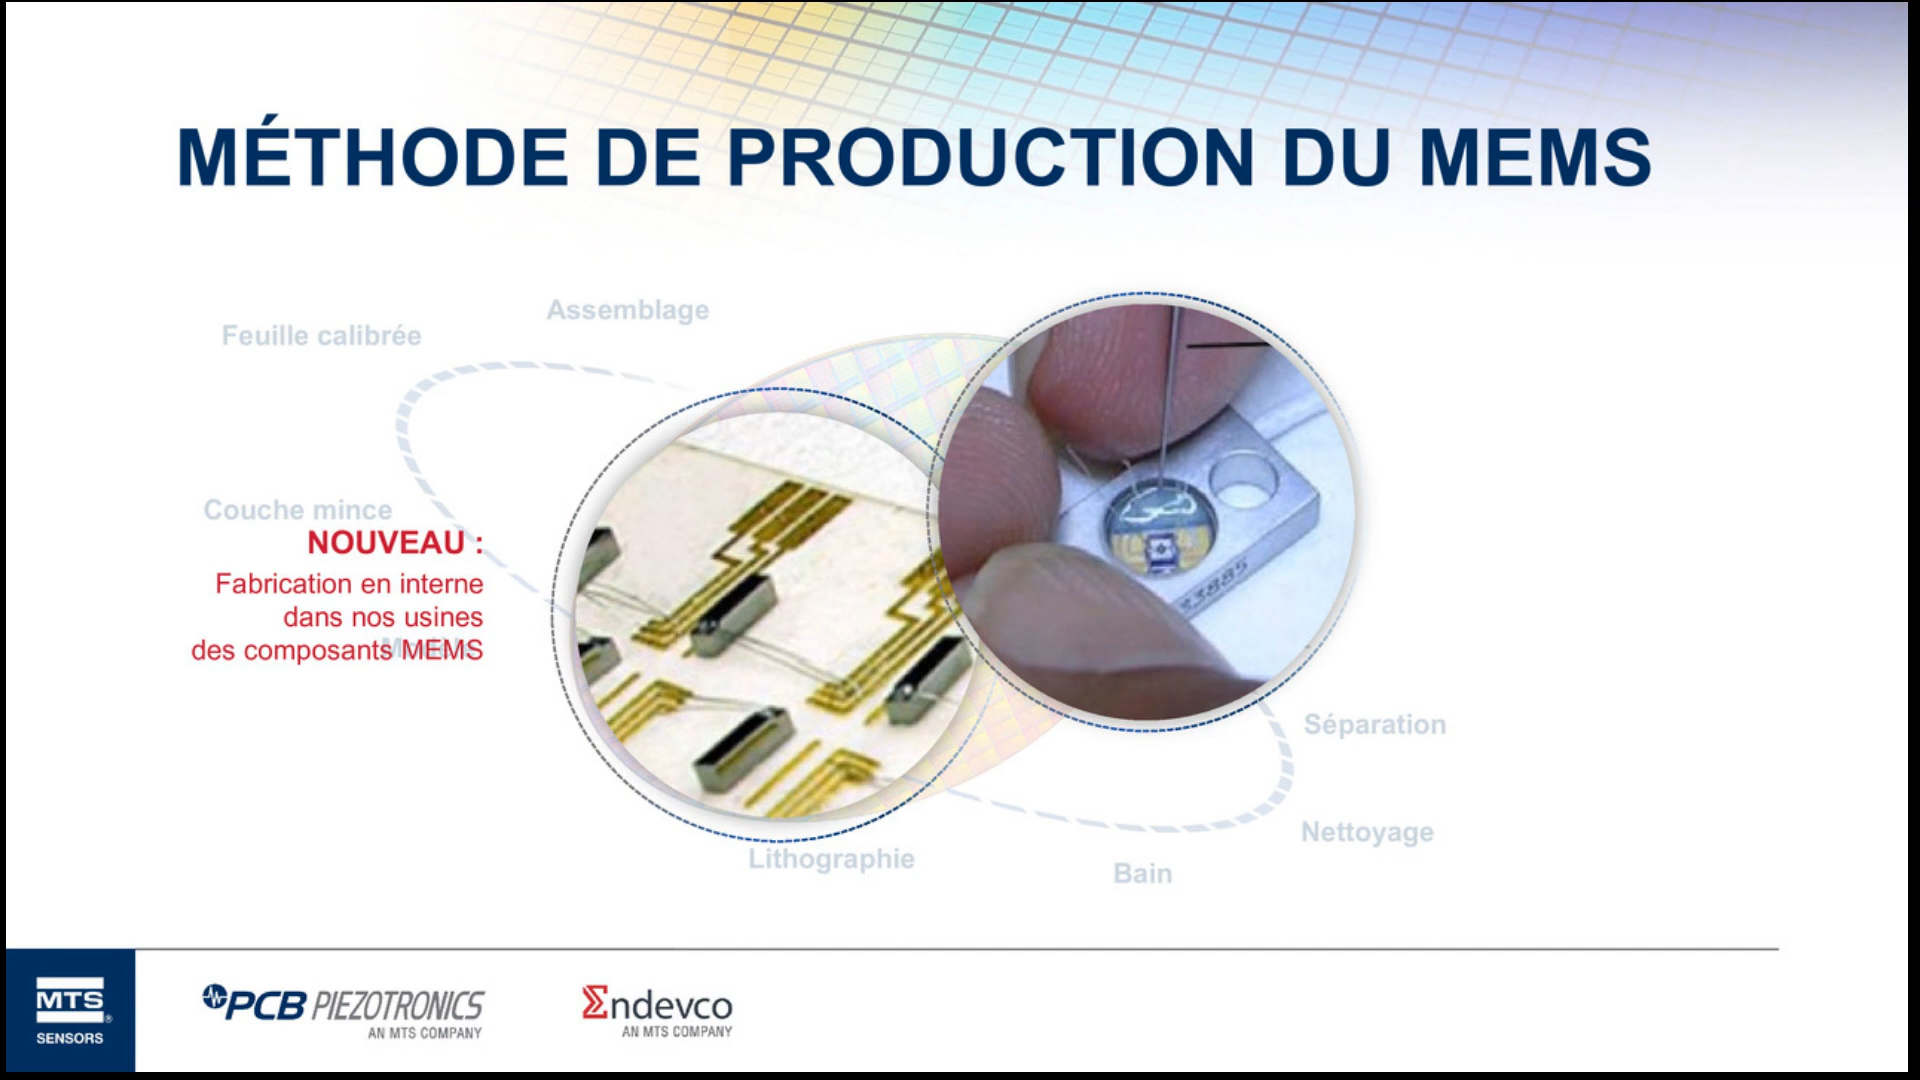 MÉTHODE DE PRODUCTION DU MEMS
Assemblage
Feuille calibrée
Couche mince
NOUVEAU :
Fabrication en interne
dans nos usines
des composants MEMS
33885
Séparation
Nettoyage
Lithographie
Bain
MTS
SENSORS
PCB PIEZOTRONICS
AN MTS COMPANY
Endevco
AN MTS COMPANY